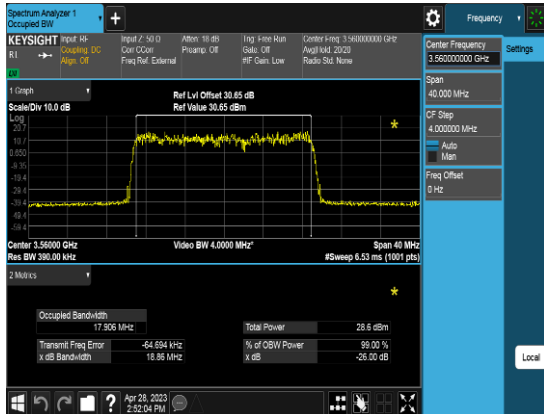 Spectrum Analyzer 1
Occupied BW
+
Frequency
KEYSIGHT
Input: RF
Coupling: DC
Align: Off
Input Z: 50 Ω
Corr CCorr
Freq Ref: External
Atten: 18 dB
Preamp: Off
Trig: Free Run
Gate: Off
#IF Gain: Low
Center Freq: 3.560000000 GHz
Avg|Hold: 20/20
Radio Std: None
R L
Center Frequency
3.560000000 GHz
Settings
Span
40.000 MHz
CF Step
4.000000 MHz
Auto
Man
Freq Offset
0 Hz
1 Graph
Scale/Div 10.0 dB
Ref Lvl Offset 30.65 dB
Ref Value 30.65 dBm
Log
20.7
10.7
0.650
-9.35
-19.4
-29.4
-39.4
-49.4
-59.4
Center 3.56000 GHz
Res BW 390.00 kHz
Video BW 4.0000 MHz*
Span 40 MHz
#Sweep 6.53 ms (1001 pts)
2 Metrics
Occupied Bandwidth
17.906 MHz
Total Power 28.6 dBm
Transmit Freq Error -64.694 kHz
% of OBW Power 99.00 %
x dB Bandwidth 18.86 MHz
x dB -26.00 dB
Local
?
Apr 28, 2023
2:52:04 PM